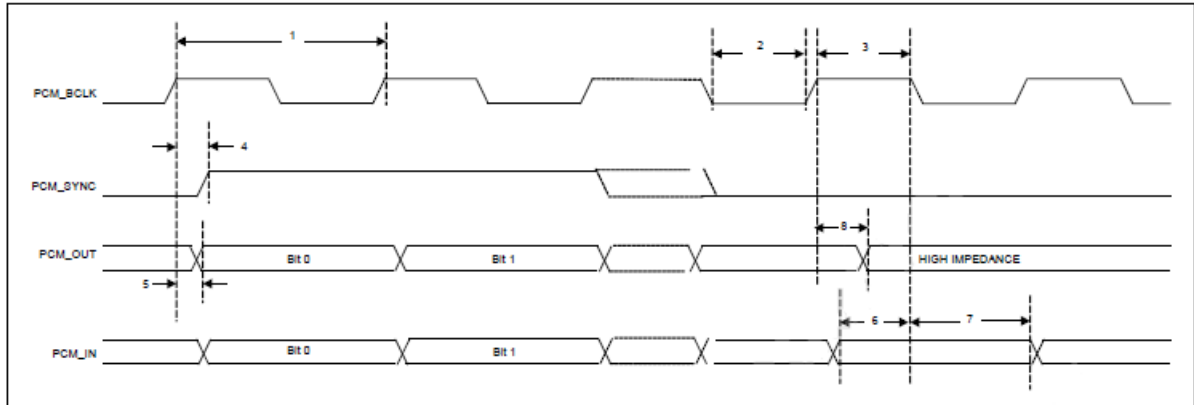 1
2
3
PCM_BCLK
4
PCM_SYNC
8
PCM_OUT
Bit 0
Bit 1
HIGH IMPEDANCE
5
6
7
PCM_IN
Bit 0
Bit 1